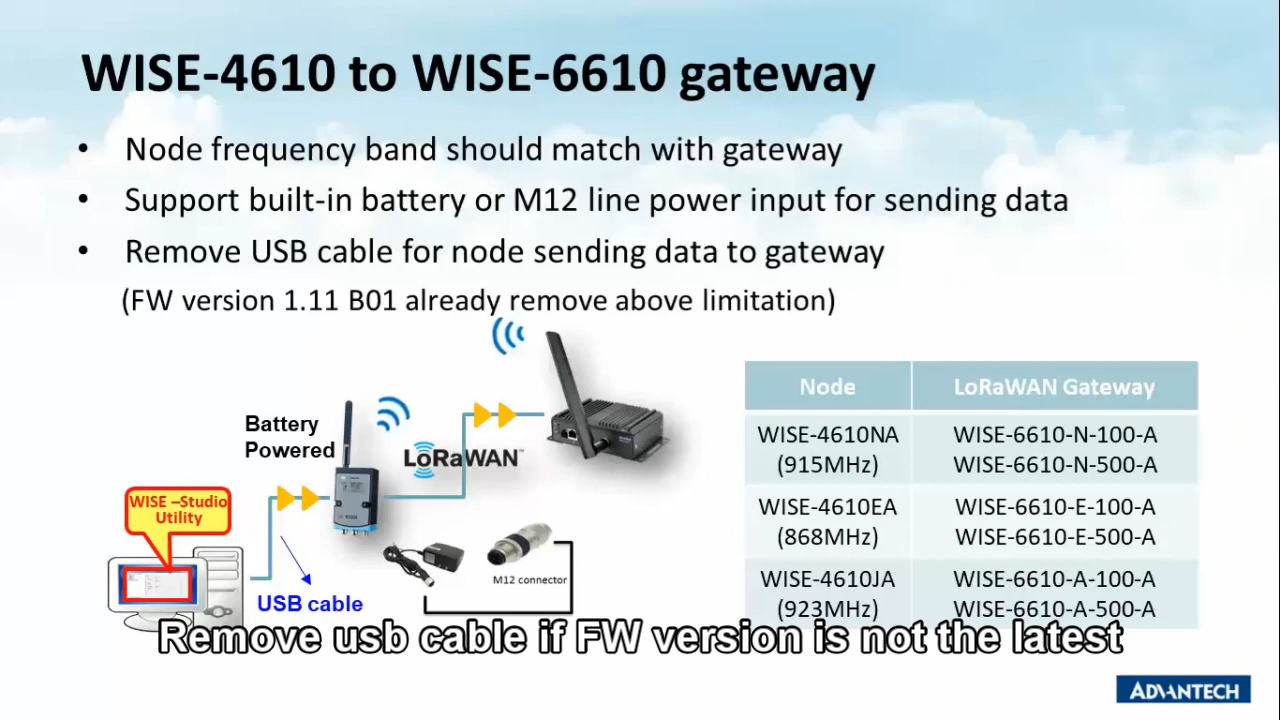 WISE-4610 to WISE-6610 gateway
• Node frequency band should match with gateway
• Support built-in battery or M12 line power input for sending data
• Remove USB cable for node sending data to gateway
(FW version 1.11 B01 already remove above limitation)
Battery
Powered
LoRaWAN™
WISE –Studio
Utility
USB cable
M12 connector
Node LoRaWAN Gateway
WISE-4610NA WISE-6610-N-100-A
(915MHz) WISE-6610-N-500-A
WISE-4610EA WISE-6610-E-100-A
(868MHz) WISE-6610-E-500-A
WISE-4610JA WISE-6610-A-100-A
(923MHz) WISE-6610-A-500-A
Remove usb cable if FW version is not the latest
ADVANTECH